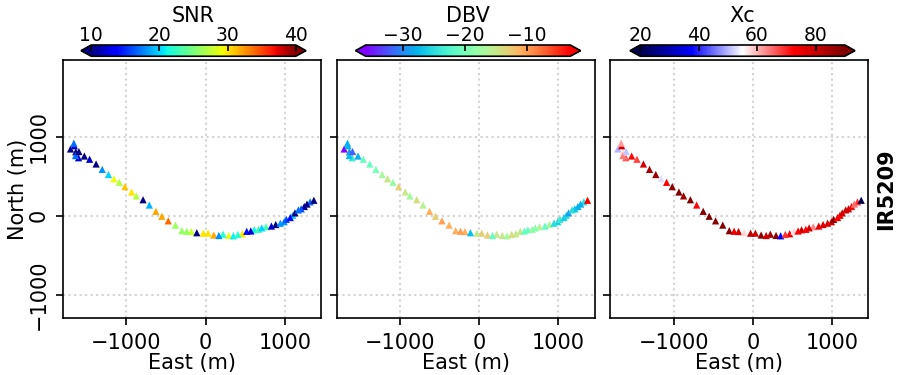 SNR DBV Xc
10 20 30 40 −30 −20 −10 20 40 60 80
North (m)
1000
0
−1000
IR5209
−1000 0 1000 −1000 0 1000 −1000 0 1000
East (m) East (m) East (m)